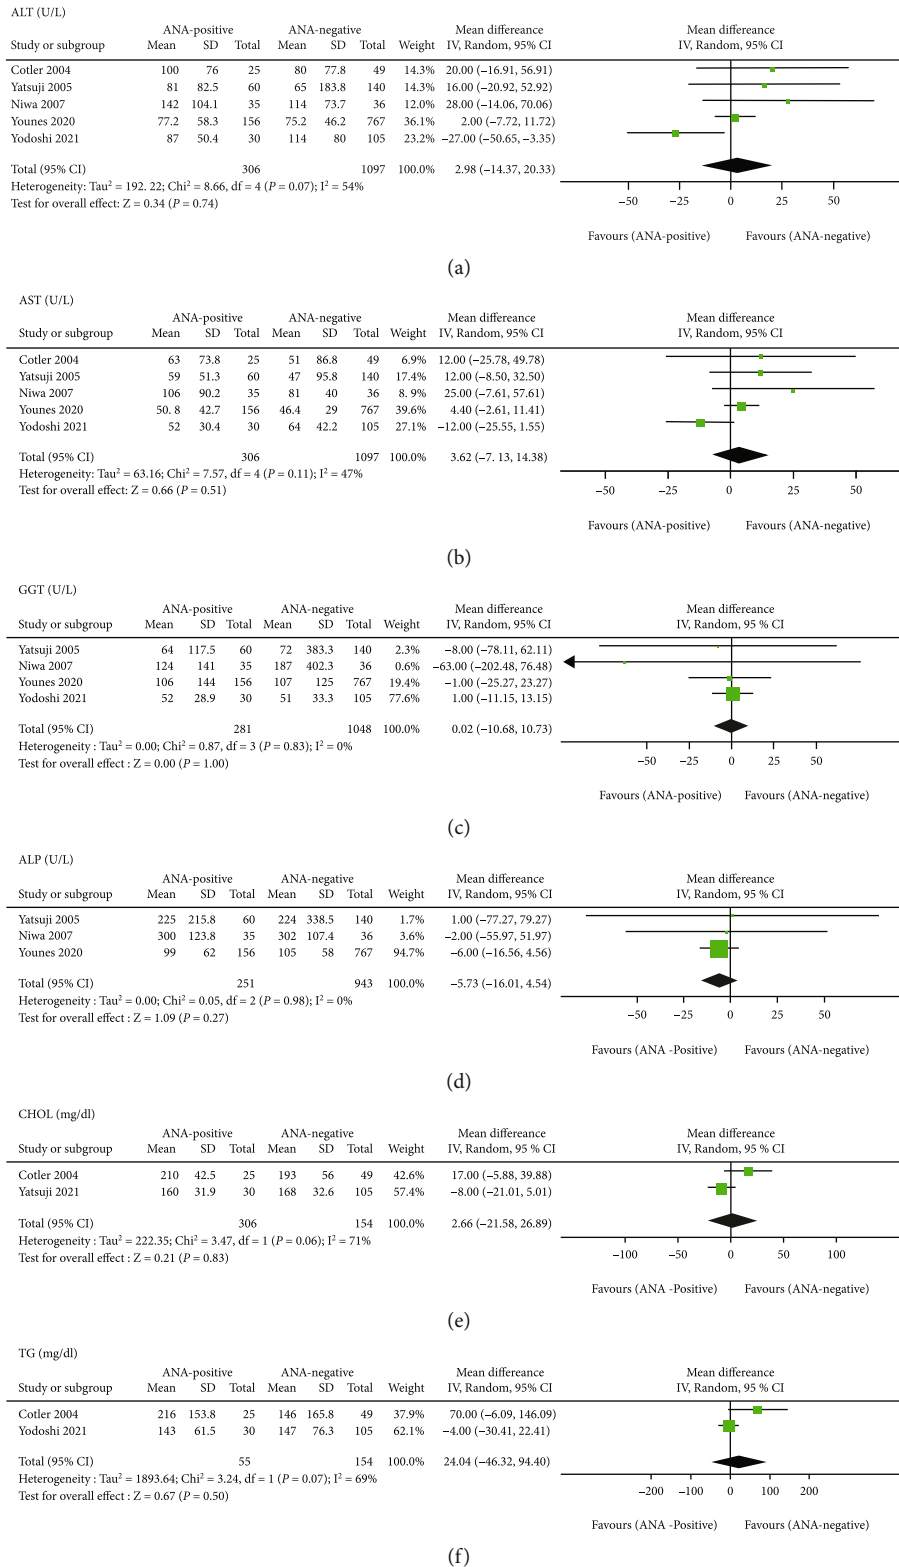 ALT (U/L)
ANA-positive ANA-negative Mean differeance Mean differeance
Study or subgroup Mean SD Total Mean SD Total Weight IV, Random, 95% CI IV, Random, 95% CI
Cotler 2004 100 76 25 80 77.8 49 14.3% 20.00 (−16.91, 56.91)
Yatsuji 2005 81 82.5 60 65 183.8 140 14.3% 16.00 (−20.92, 52.92)
Niwa 2007 142 104.1 35 114 73.7 36 12.0% 28.00 (−14.06, 70.06)
Younes 2020 77.2 58.3 156 75.2 46.2 767 36.1% 2.00 (−7.72, 11.72)
Yodoshi 2021 87 50.4 30 114 80 105 23.2% −27.00 (−50.65, −3.35)
Total (95% CI) 306 1097 100.0% 2.98 (−14.37, 20.33)
Heterogeneity: Tau² = 192. 22; Chi² = 8.66, df = 4 (P = 0.07); I² = 54%
Test for overall effect: Z = 0.34 (P = 0.74)
−50 −25 0 25 50
Favours (ANA-positive) Favours (ANA-negative)
(a)
AST (U/L)
ANA-positive ANA-negative Mean differeance Mean differeance
Study or subgroup Mean SD Total Mean SD Total Weight IV, Random, 95% CI IV, Random, 95% CI
Cotler 2004 63 73.8 25 51 86.8 49 6.9% 12.00 (−25.78, 49.78)
Yatsuji 2005 59 51.3 60 47 95.8 140 17.4% 12.00 (−8.50, 32.50)
Niwa 2007 106 90.2 35 81 40 36 8. 9% 25.00 (−7.61, 57.61)
Younes 2020 50. 8 42.7 156 46.4 29 767 39.6% 4.40 (−2.61, 11.41)
Yodoshi 2021 52 30.4 30 64 42.2 105 27.1% −12.00 (−25.55, 1.55)
Total (95% CI) 306 1097 100.0% 3.62 (−7. 13, 14.38)
Heterogeneity: Tau² = 63.16; Chi² = 7.57, df = 4 (P = 0.11); I² = 47%
Test for overall effect: Z = 0.66 (P = 0.51)
−50 −25 0 25 50
Favours (ANA-positive) Favours (ANA-negative)
(b)
GGT (U/L)
ANA-positive ANA-negative Mean differeance Mean differeance
Study or subgroup Mean SD Total Mean SD Total Weight IV, Random, 95% CI IV, Random, 95% CI
Yatsuji 2005 64 117.5 60 72 383.3 140 2.3% −8.00 (−78.11, 62.11)
Niwa 2007 124 141 35 187 402.3 36 0.6% −63.00 (−202.48, 76.48)
Younes 2020 106 144 156 107 125 767 19.4% −1.00 (−25.27, 23.27)
Yodoshi 2021 52 28.9 30 51 33.3 105 77.6% 1.00 (−11.15, 13.15)
Total (95% CI) 281 1048 100.0% 0.02 (−10.68, 10.73)
Heterogeneity : Tau² = 0.00; Chi² = 0.87, df = 3 (P = 0.83); I² = 0%
Test for overall effect : Z = 0.00 (P = 1.00)
−50 −25 0 25 50
Favours (ANA-positive) Favours (ANA-negative)
(c)
ALP (U/L)
ANA-positive ANA-negative Mean differeance Mean differeance
Study or subgroup Mean SD Total Mean SD Total Weight IV, Random, 95% CI IV, Random, 95% CI
Yatsuji 2005 225 215.8 60 224 338.5 140 1.7% 1.00 (−77.27, 79.27)
Niwa 2007 300 123.8 35 302 107.4 36 3.6% −2.00 (−55.97, 51.97)
Younes 2020 99 62 156 105 58 767 94.7% −6.00 (−16.56, 4.56)
Total (95% CI) 251 943 100.0% −5.73 (−16.01, 4.54)
Heterogeneity : Tau² = 0.00; Chi² = 0.05, df = 2 (P = 0.98); I² = 0%
Test for overall effect : Z = 1.09 (P = 0.27)
−50 −25 0 25 50
Favours (ANA -Positive) Favours (ANA-negative)
(d)
CHOL (mg/dl)
ANA-positive ANA-negative Mean differeance Mean differeance
Study or subgroup Mean SD Total Mean SD Total Weight IV, Random, 95 % CI IV, Random, 95 % CI
Cotler 2004 210 42.5 25 193 56 49 42.6% 17.00 (−5.88, 39.88)
Yatsuji 2021 160 31.9 30 168 32.6 105 57.4% −8.00 (−21.01, 5.01)
Total (95% CI) 306 154 100.0% 2.66 (−21.58, 26.89)
Heterogeneity : Tau² = 222.35; Chi² = 3.47, df = 1 (P = 0.06); I² = 71%
Test for overall effect : Z = 0.21 (P = 0.83)
−100 −50 0 50 100
Favours (ANA -Positive) Favours (ANA-negative)
(e)
TG (mg/dl)
ANA-positive ANA-negative Mean difference Mean difference
Study or subgroup Mean SD Total Mean SD Total Weight IV, Random, 95 % CI IV, Random, 95 % CI
Cotler 2004 216 153.8 25 146 165.8 49 37.9% 70.00 (−6.09, 146.09)
Yodoshi 2021 143 61.5 30 147 76.3 105 62.1% −4.00 (−30.41, 22.41)
Total (95% CI) 55 154 100.0% 24.04 (−46.32, 94.40)
Heterogeneity : Tau² = 1893.64; Chi² = 3.24, df = 1 (P = 0.07); I² = 69%
Test for overall effect : Z = 0.67 (P = 0.50)
−200 −100 0 100 200
Favours (ANA -Positive) Favours (ANA-negative)
(f)